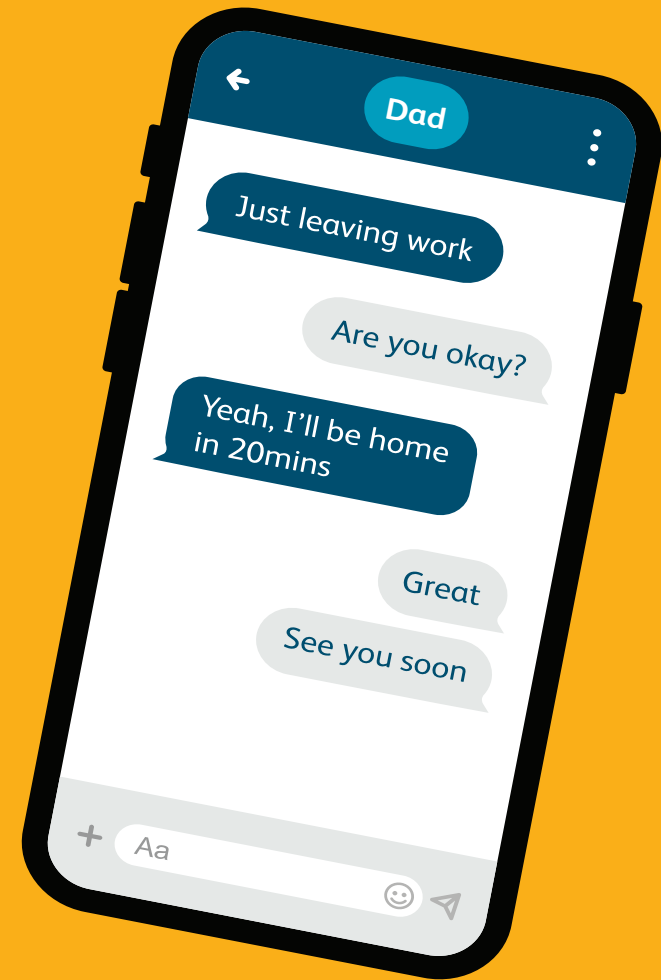 Dad
Just leaving work
Are you okay?
Yeah, I’ll be home
in 20mins
Great
See you soon
Aa